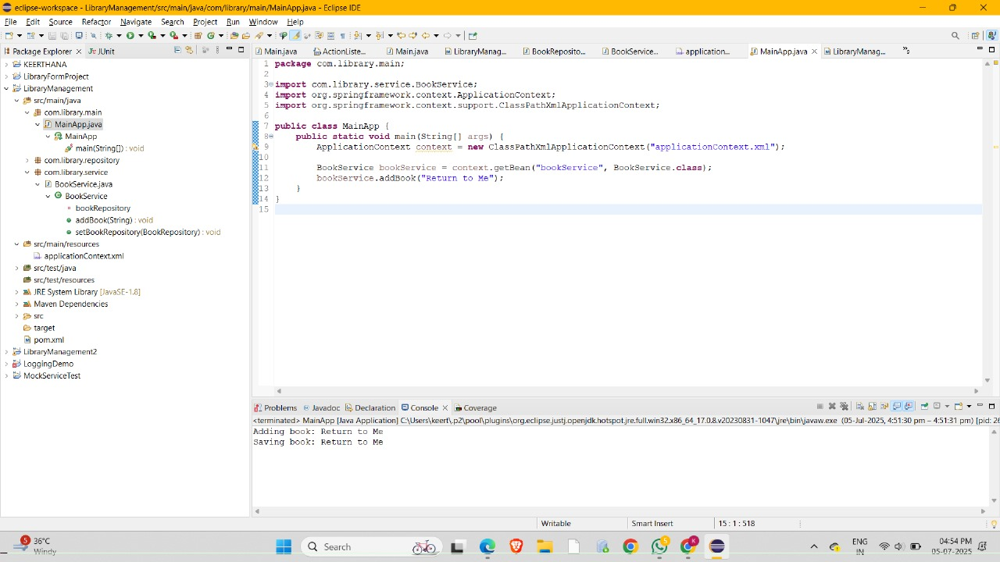 eclipse-workspace - LibraryManagement/src/main/java/com/library/main/MainApp.java - Eclipse IDE
File Edit Source Refactor Navigate Search Project Run Window Help
Package Explorer JUnit
Main.java ActionListe... Main.java LibraryManag... BookReposito... BookService... application... MainApp.java LibraryManag...
KEERTHANA
LibraryFormProject
LibraryManagement
src/main/java
com.library.main
MainApp.java
MainApp
main(String[]) : void
com.library.repository
com.library.service
BookService.java
BookService
bookRepository
addBook(String) : void
setBookRepository(BookRepository) : void
src/main/resources
applicationContext.xml
src/test/java
src/test/resources
JRE System Library [JavaSE-1.8]
Maven Dependencies
src
target
pom.xml
LibraryManagement2
LoggingDemo
MockServiceTest
1 package com.library.main;
2
3 import com.library.service.BookService;
4 import org.springframework.context.ApplicationContext;
5 import org.springframework.context.support.ClassPathXmlApplicationContext;
6
7 public class MainApp {
8 public static void main(String[] args) {
9 ApplicationContext context = new ClassPathXmlApplicationContext("applicationContext.xml");
10
11 BookService bookService = context.getBean("bookService", BookService.class);
12 bookService.addBook("Return to Me");
13 }
14 }
15
Problems Javadoc Declaration Console Coverage
<terminated> MainApp [Java Application] C:\Users\keert\.p2\pool\plugins\org.eclipse.justj.openjdk.hotspot.jre.full.win32.x86_64_17.0.8.v20230831-1047\jre\bin\javaw.exe (05-Jul-2025, 4:51:30 pm – 4:51:31 pm) [pid: 26
Adding book: Return to Me
Saving book: Return to Me
Writable Smart Insert 15 : 1 : 518
5 36°C
Windy
Search
5 K
ENG
IN
04:54 PM
05-07-2025